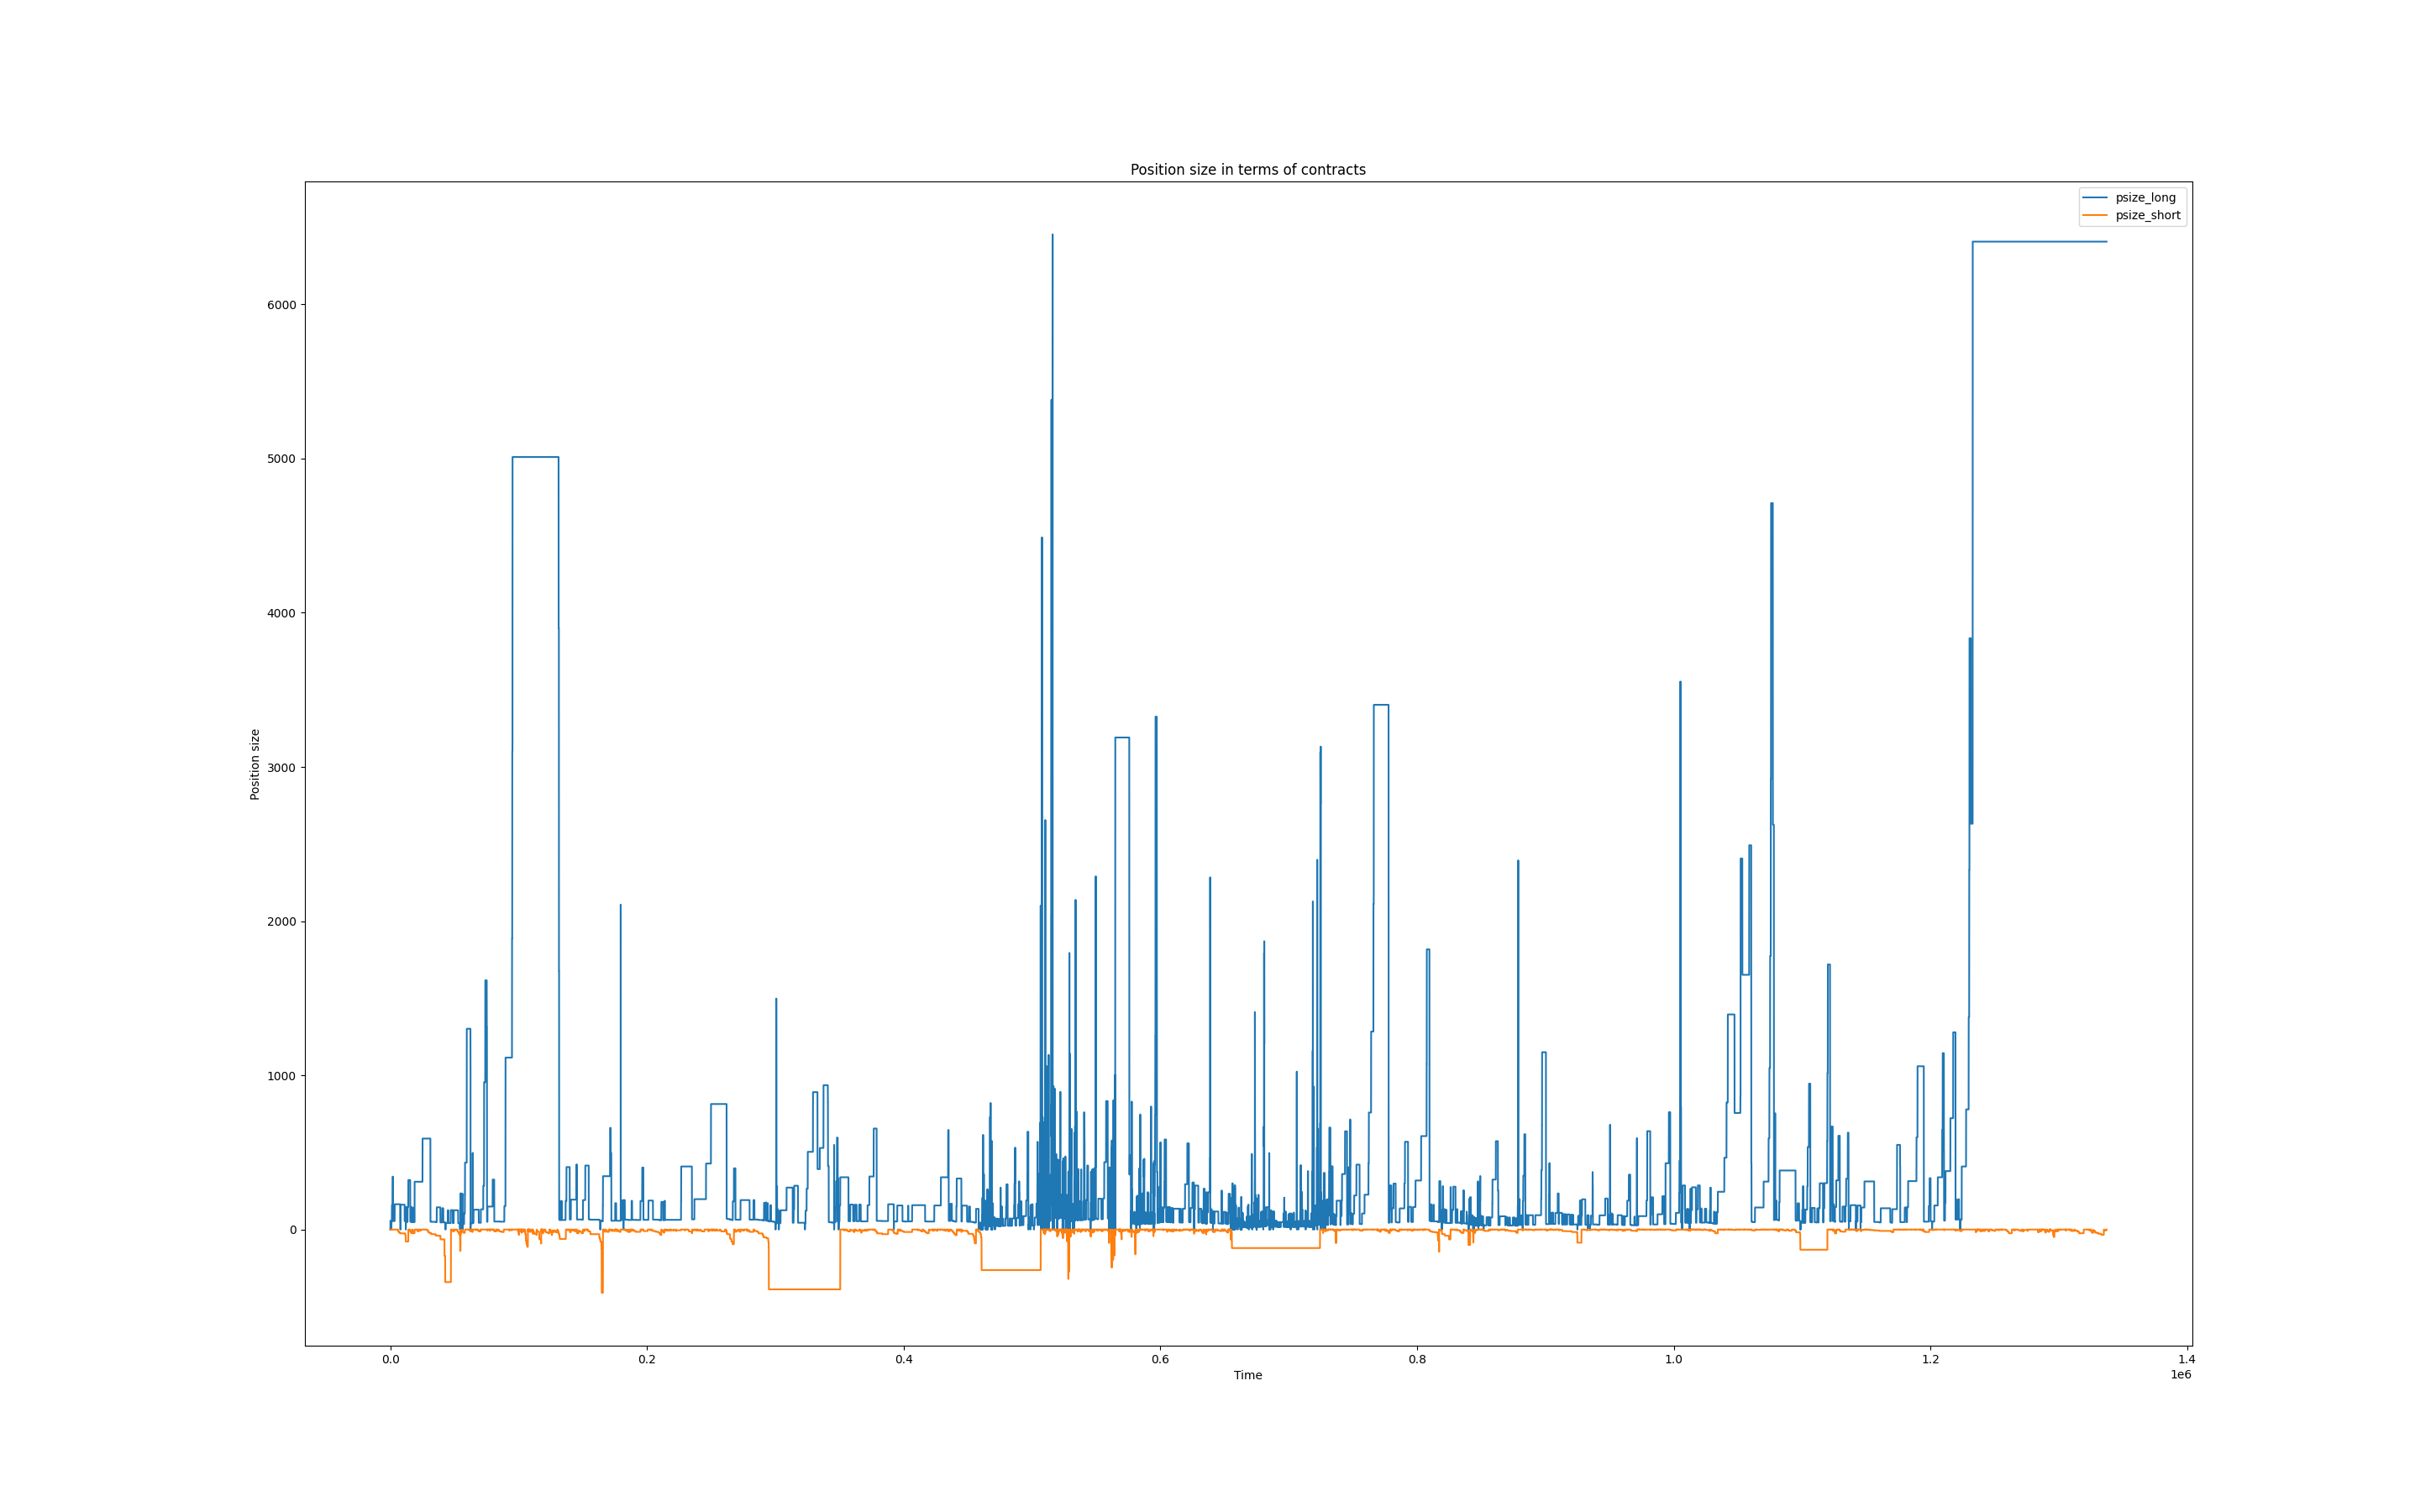 Position size in terms of contracts
psize_long
psize_short
Position size
6000
5000
4000
3000
2000
1000
0
0.0 0.2 0.4 0.6 0.8 1.0 1.2 1.4
Time
1e6